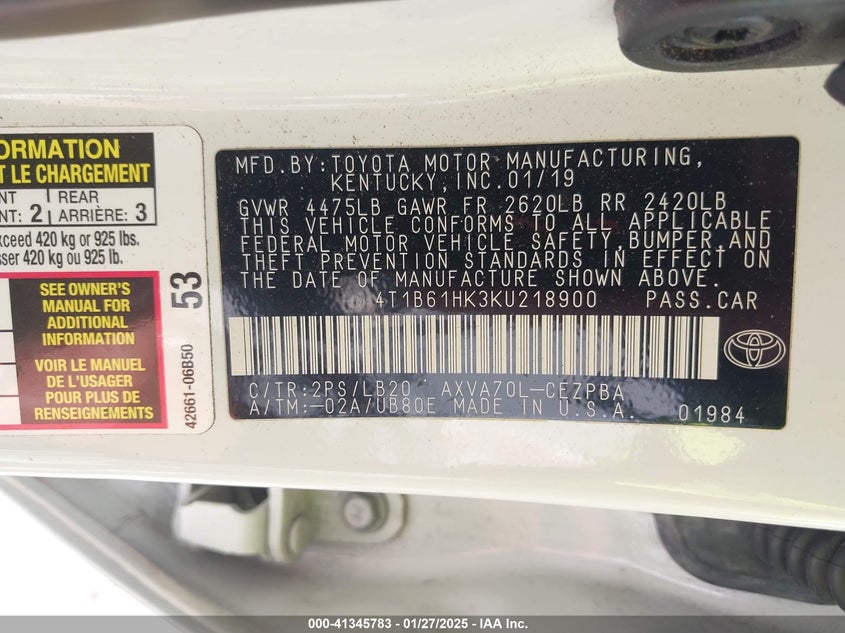 ORMATION
T LE CHARGEMENT
NT REAR
NT: 2 ARRIÈRE: 3
xceed 420 kg or 925 lbs.
sser 420 kg ou 925 lb.
SEE OWNER'S
MANUAL FOR
ADDITIONAL
INFORMATION
VOIR LE MANUEL
DE L'USAGER
POUR PLUS DE
RENSEIGNEMENTS
53
42661-06B50
MFD.BY:TOYOTA MOTOR MANUFACTURING,
KENTUCKY,INC.01/19
GVWR 4475LB GAWR FR 2620LB RR 2420LB
THIS VEHICLE CONFORMS TO ALL APPLICABLE
FEDERAL MOTOR VEHICLE SAFETY,BUMPER,AND
THEFT PREVENTION STANDARDS IN EFFECT ON
THE DATE OF MANUFACTURE SHOWN ABOVE.
4T1B61HK3KU218900 PASS.CAR
C/TR:2PS/LB20 AXVA70L-CEZPBA
A/TM:-02A/UB80E MADE IN U.S.A. 01984
000-41345783 - 01/27/2025 - IAA Inc.